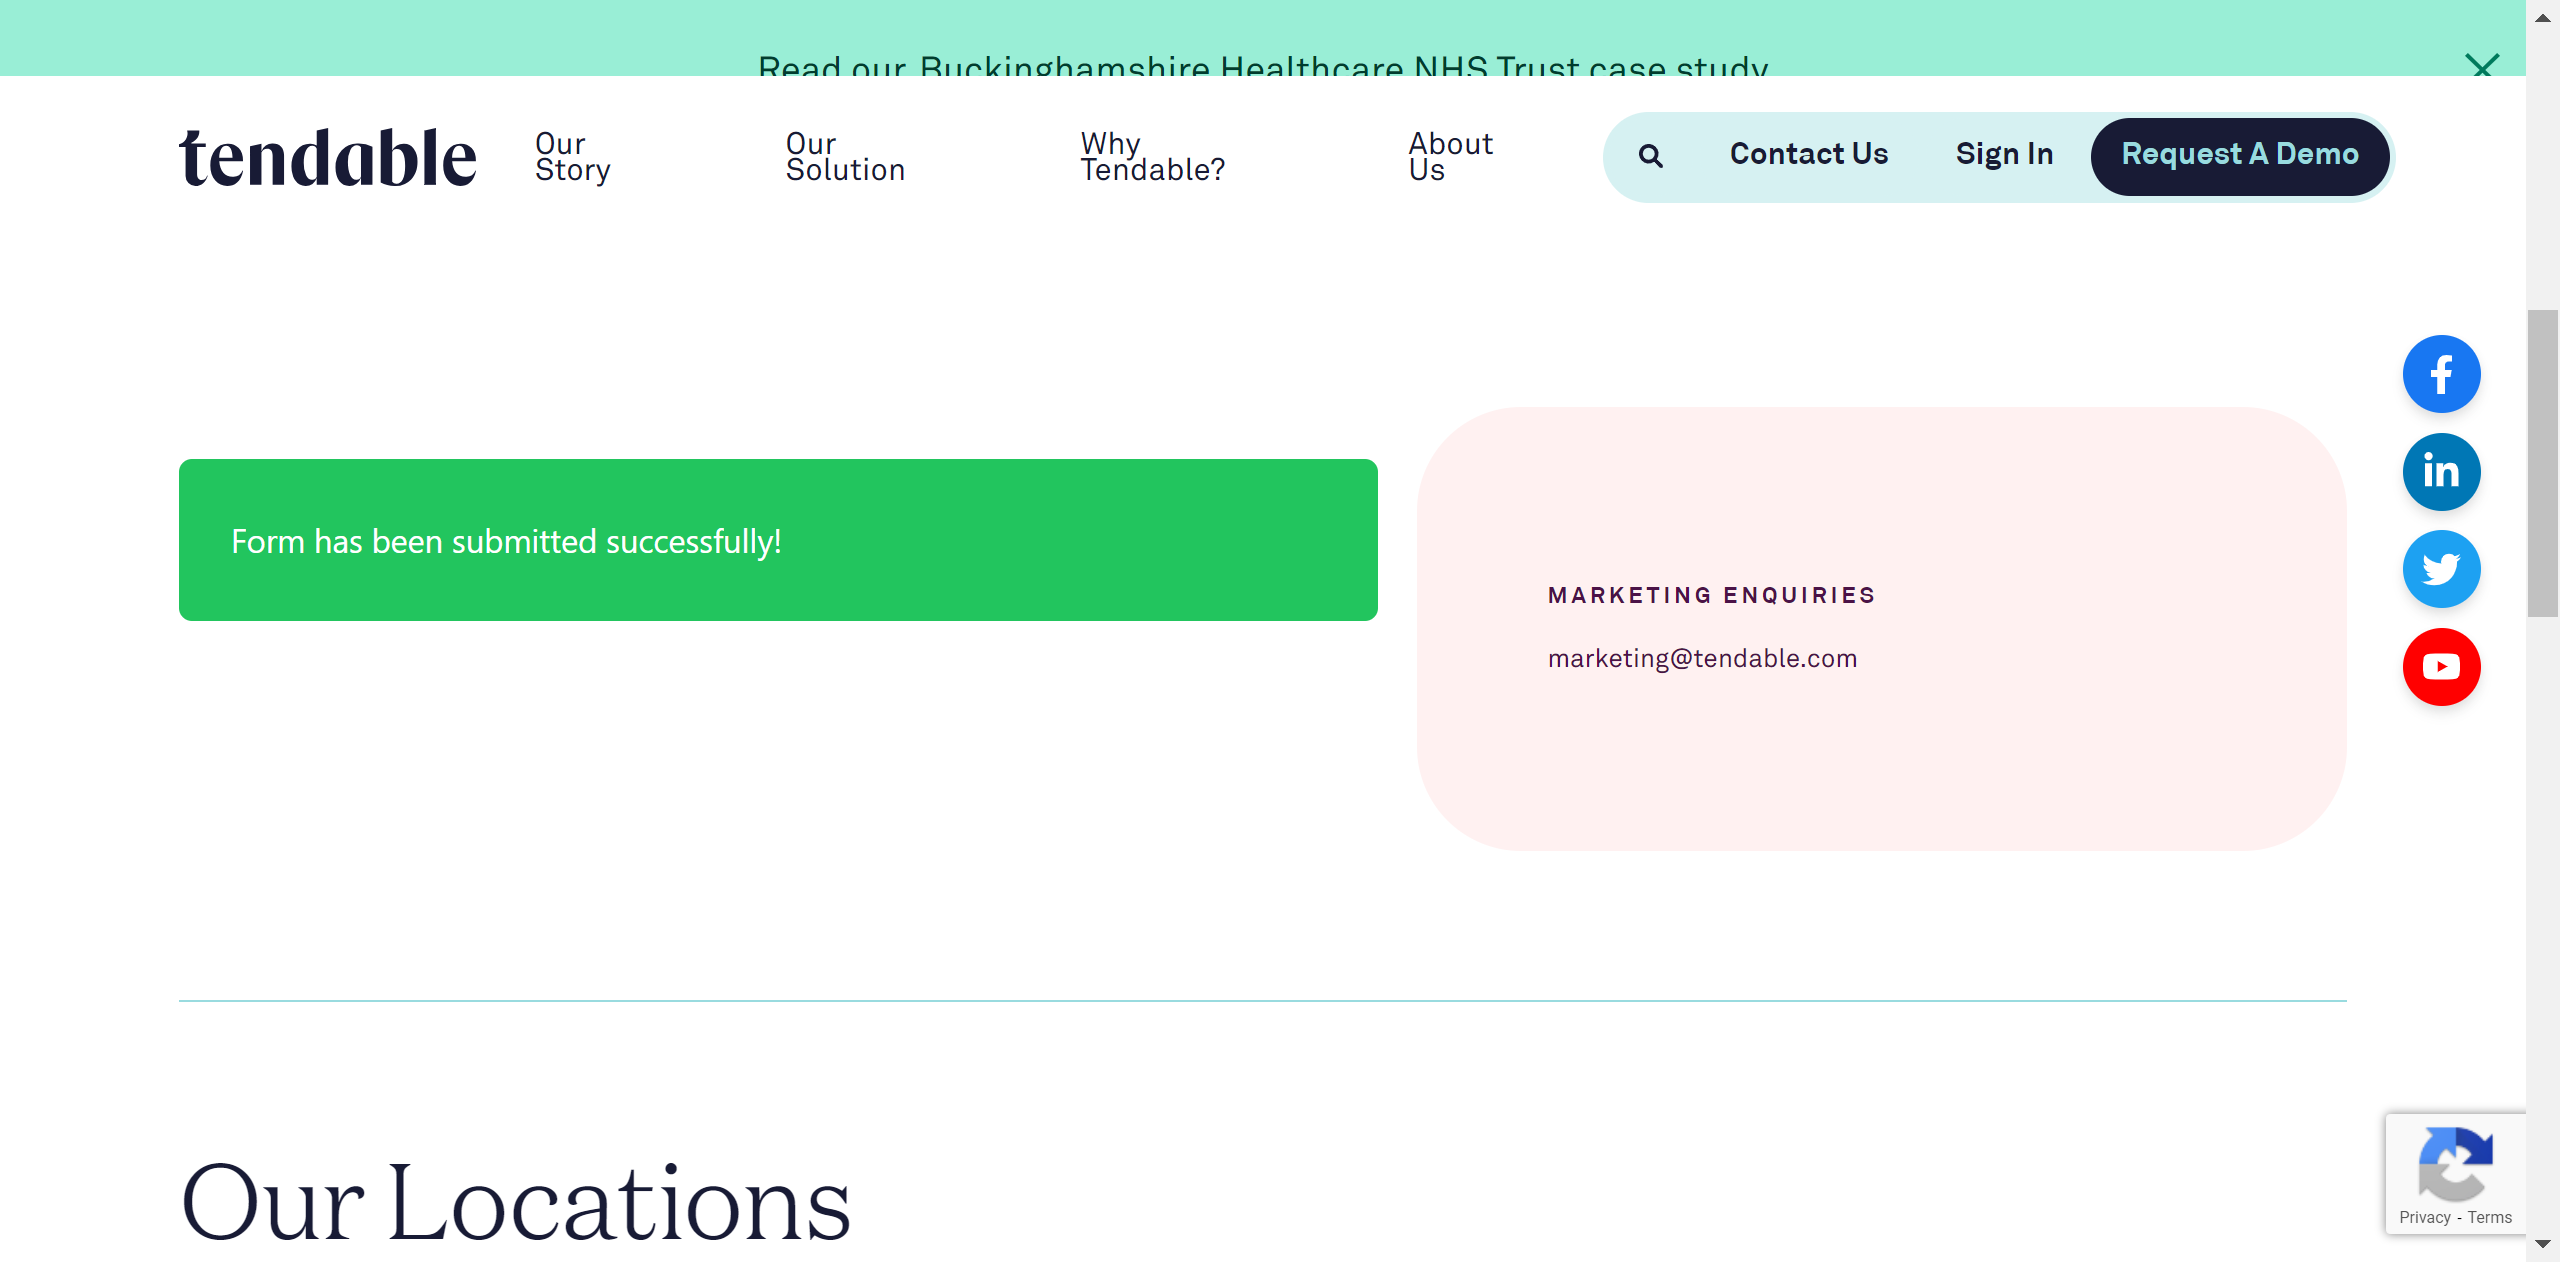 Read our Buckinghamshire Healthcare NHS Trust case study
tendable
Our
Story
Our
Solution
Why
Tendable?
About
Us
Contact Us
Sign In
Request A Demo
Form has been submitted successfully!
MARKETING ENQUIRIES
marketing@tendable.com
Our Locations
Privacy - Terms